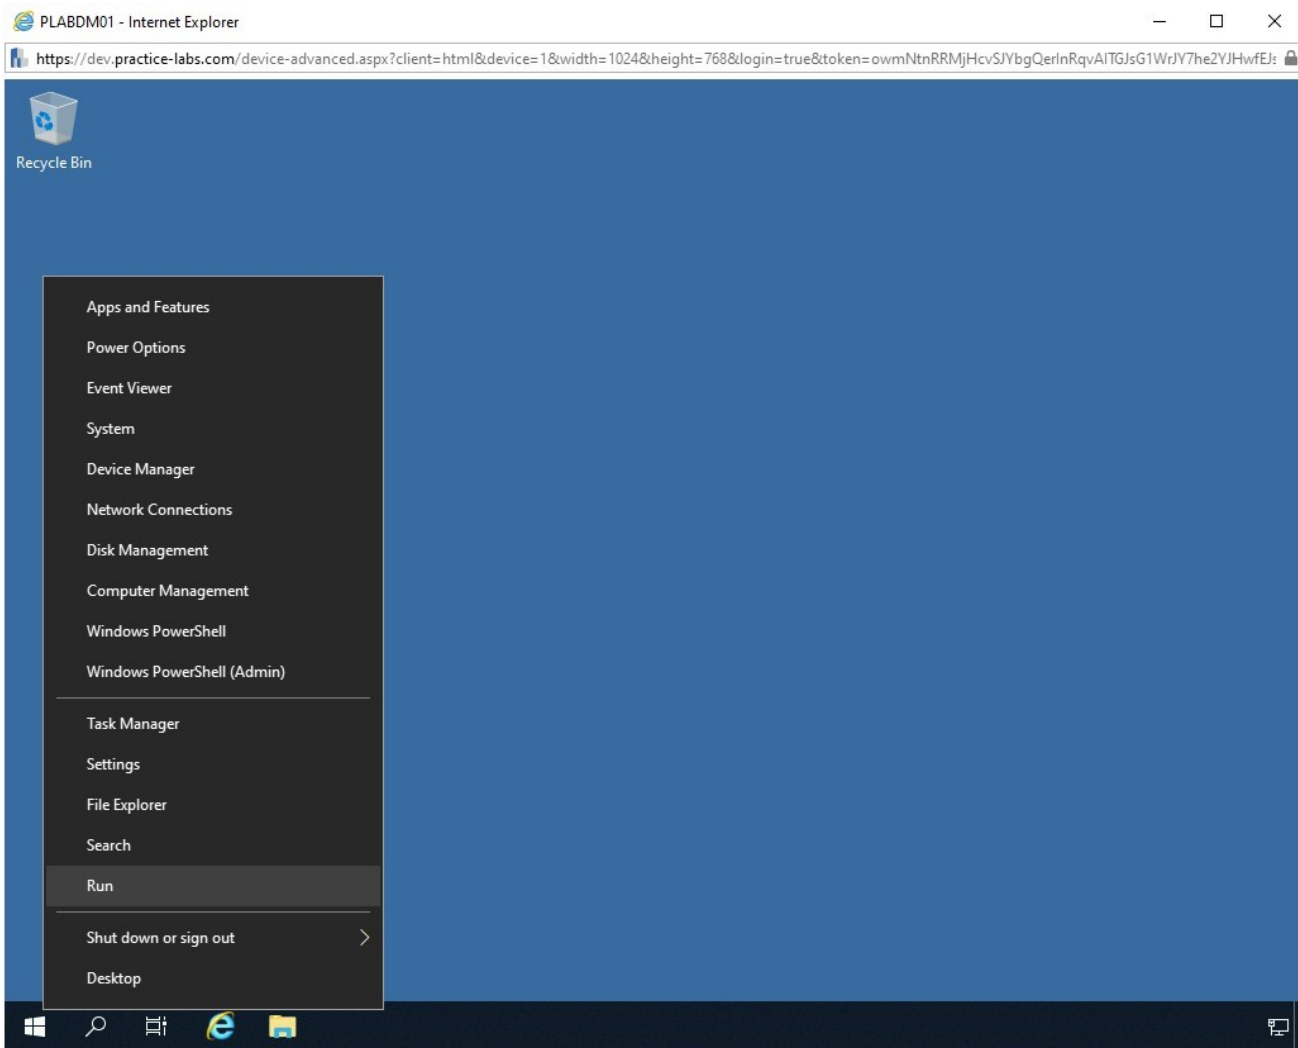 PLABDM01 - Internet Explorer
https://dev.practice-labs.com/device-advanced.aspx?client=html&device=1&width=1024&height=768&login=true&token=
Recycle Bin
Apps and Features
Power Options
Event Viewer
System
Device Manager
Network Connections
Disk Management
Computer Management
Windows PowerShell
Windows PowerShell (Admin)
Task Manager
Settings
File Explorer
Search
Run
Shut down or sign out
Desktop